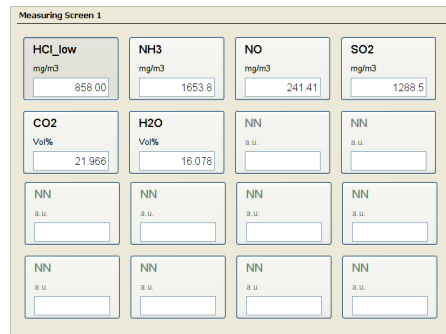 Measuring Screen 1
HCl_low NH3 NO SO2
mg/m3 mg/m3 mg/m3 mg/m3
858.00 1653.8 241.41 1288.5
CO2 H2O NN NN
Vol% Vol% a.u. a.u.
21.966 16.078
NN NN NN NN
a.u. a.u. a.u. a.u.
NN NN NN NN
a.u. a.u. a.u. a.u.